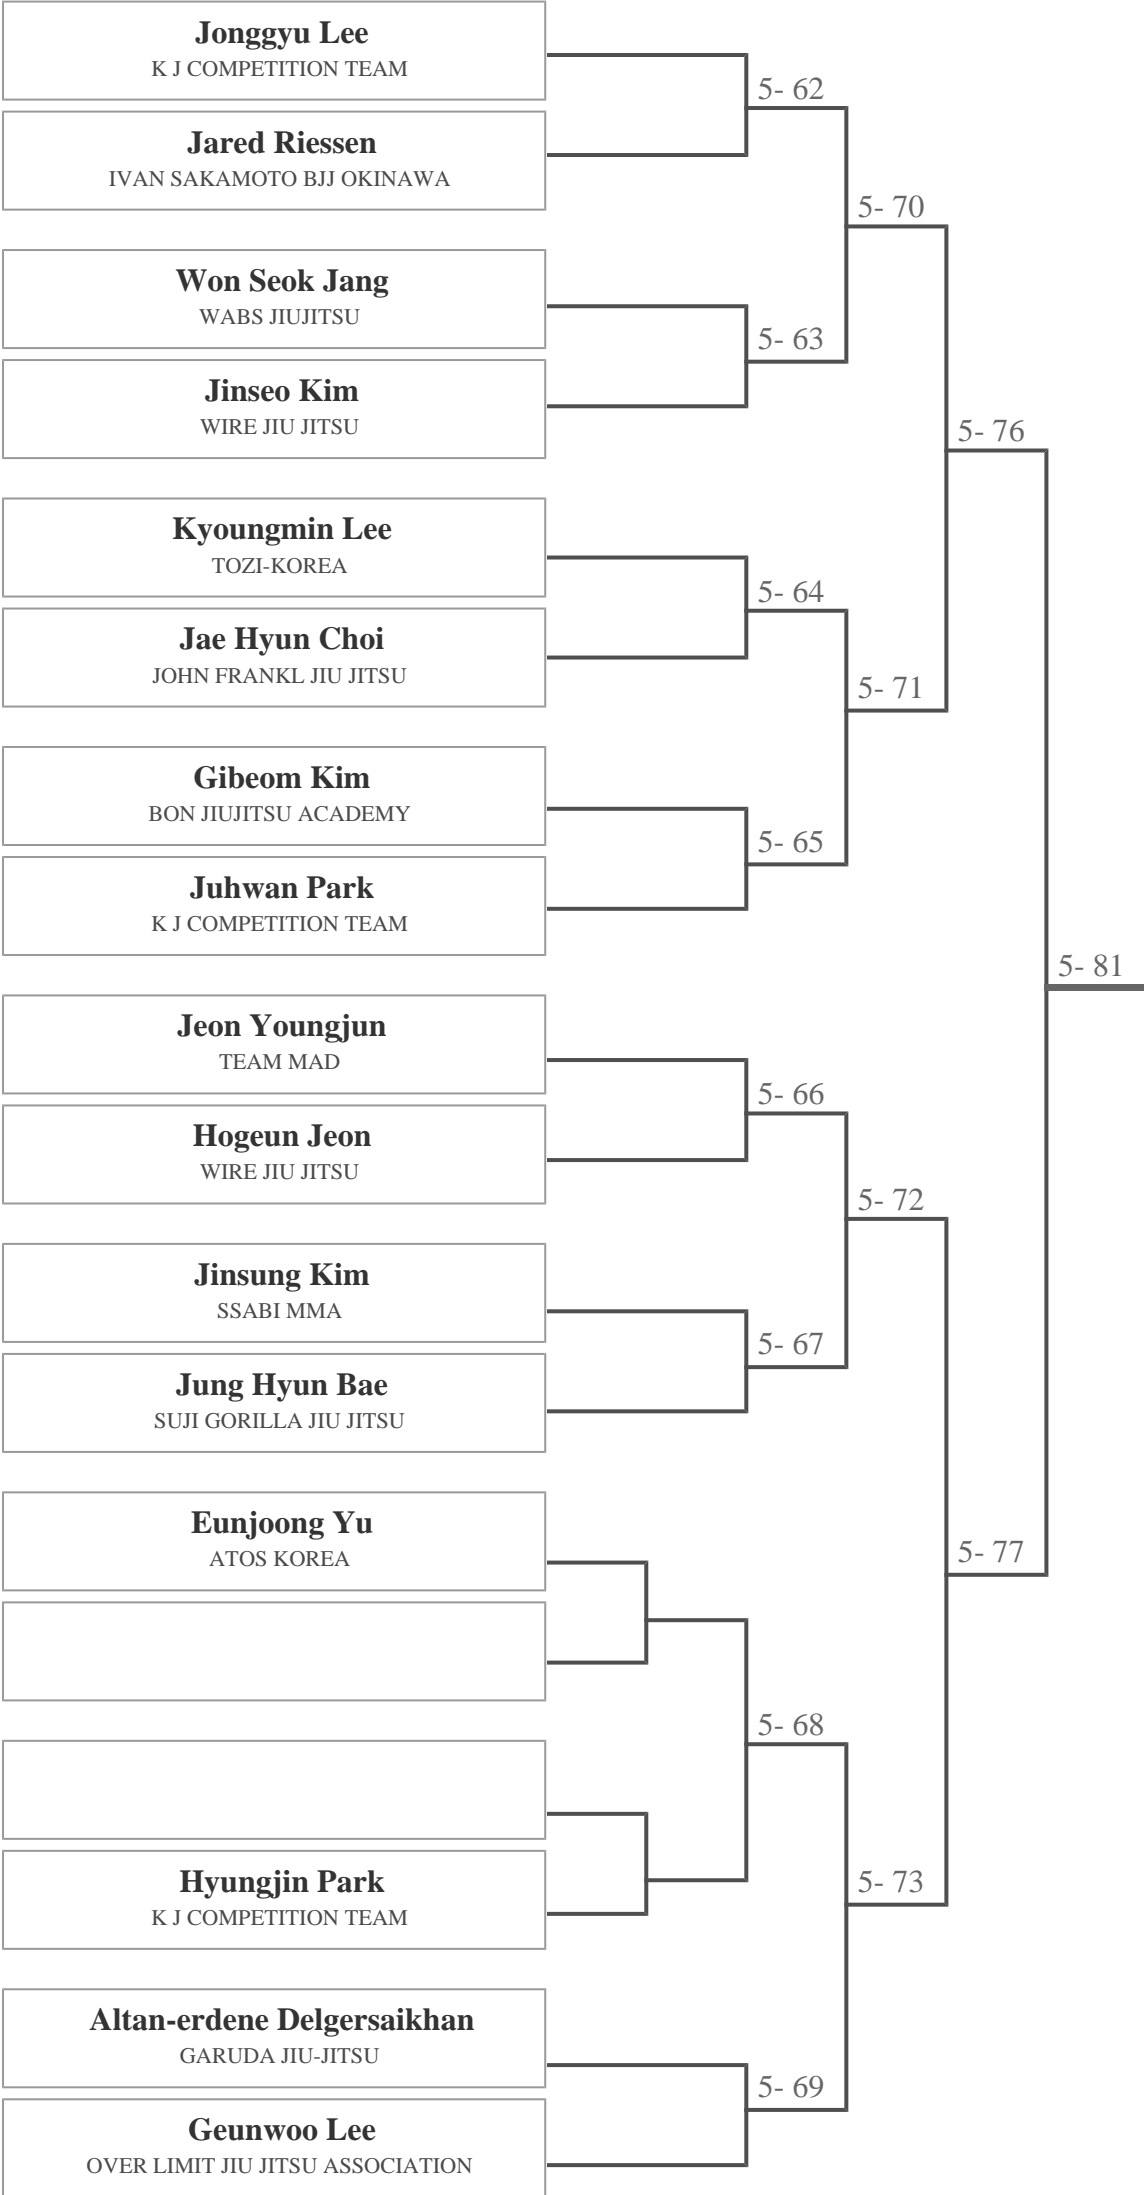 Jonggyu Lee
K J COMPETITION TEAM
5- 62
Jared Riessen
IVAN SAKAMOTO BJJ OKINAWA
5- 70
Won Seok Jang
WABS JIUJITSU
5- 63
Jinseo Kim
WIRE JIU JITSU
5- 76
Kyoungmin Lee
TOZI-KOREA
5- 64
Jae Hyun Choi
JOHN FRANKL JIU JITSU
5- 71
Gibeom Kim
BON JIUJITSU ACADEMY
5- 65
Juhwan Park
K J COMPETITION TEAM
5- 81
Jeon Youngjun
TEAM MAD
5- 66
Hogeun Jeon
WIRE JIU JITSU
5- 72
Jinsung Kim
SSABI MMA
5- 67
Jung Hyun Bae
SUJI GORILLA JIU JITSU
Eunjoong Yu
ATOS KOREA
5- 77
5- 68
Hyungjin Park
K J COMPETITION TEAM
5- 73
Altan-erdene Delgersaikhan
GARUDA JIU-JITSU
5- 69
Geunwoo Lee
OVER LIMIT JIU JITSU ASSOCIATION